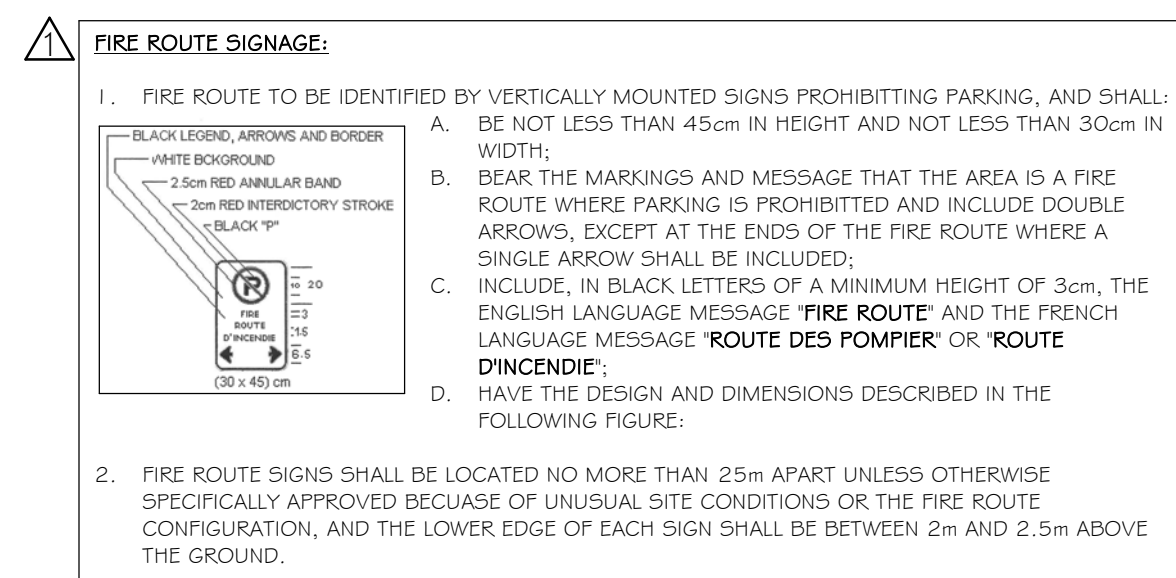 1
FIRE ROUTE SIGNAGE:
1. FIRE ROUTE TO BE IDENTIFIED BY VERTICALLY MOUNTED SIGNS PROHIBITTING PARKING, AND SHALL:
BLACK LEGEND, ARROWS AND BORDER
WHITE BCKGROUND
2.5cm RED ANNULAR BAND
2cm RED INTERDICTORY STROKE
BLACK "P"
P
10 20
FIRE
ROUTE
D'INCENDIE
3
1.5
6.5
(30 x 45) cm
A. BE NOT LESS THAN 45cm IN HEIGHT AND NOT LESS THAN 30cm IN
WIDTH;
B. BEAR THE MARKINGS AND MESSAGE THAT THE AREA IS A FIRE
ROUTE WHERE PARKING IS PROHIBITTED AND INCLUDE DOUBLE
ARROWS, EXCEPT AT THE ENDS OF THE FIRE ROUTE WHERE A
SINGLE ARROW SHALL BE INCLUDED;
C. INCLUDE, IN BLACK LETTERS OF A MINIMUM HEIGHT OF 3cm, THE
ENGLISH LANGUAGE MESSAGE "FIRE ROUTE" AND THE FRENCH
LANGUAGE MESSAGE "ROUTE DES POMPIER" OR "ROUTE
D'INCENDIE";
D. HAVE THE DESIGN AND DIMENSIONS DESCRIBED IN THE
FOLLOWING FIGURE:
2. FIRE ROUTE SIGNS SHALL BE LOCATED NO MORE THAN 25m APART UNLESS OTHERWISE
SPECIFICALLY APPROVED BECUASE OF UNUSUAL SITE CONDITIONS OR THE FIRE ROUTE
CONFIGURATION, AND THE LOWER EDGE OF EACH SIGN SHALL BE BETWEEN 2m AND 2.5m ABOVE
THE GROUND.